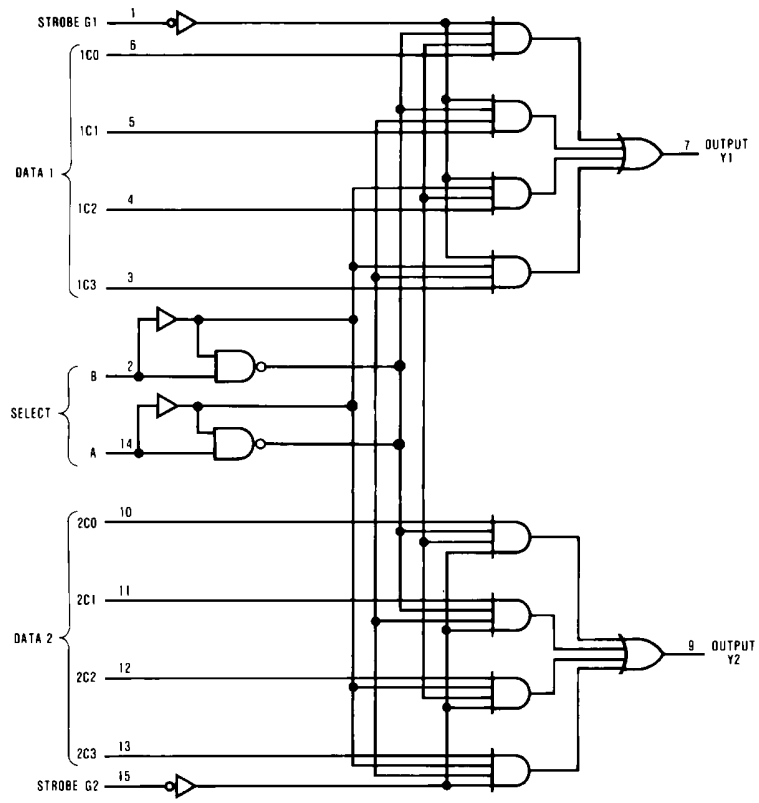 STROBE G1 1
6
1C0
5
1C1
DATA 1
4
1C2
3
1C3
7 OUTPUT
Y1
B 2
SELECT
A 14
10
2C0
11
2C1
DATA 2
12
2C2
13
2C3
STROBE G2 15
9 OUTPUT
Y2